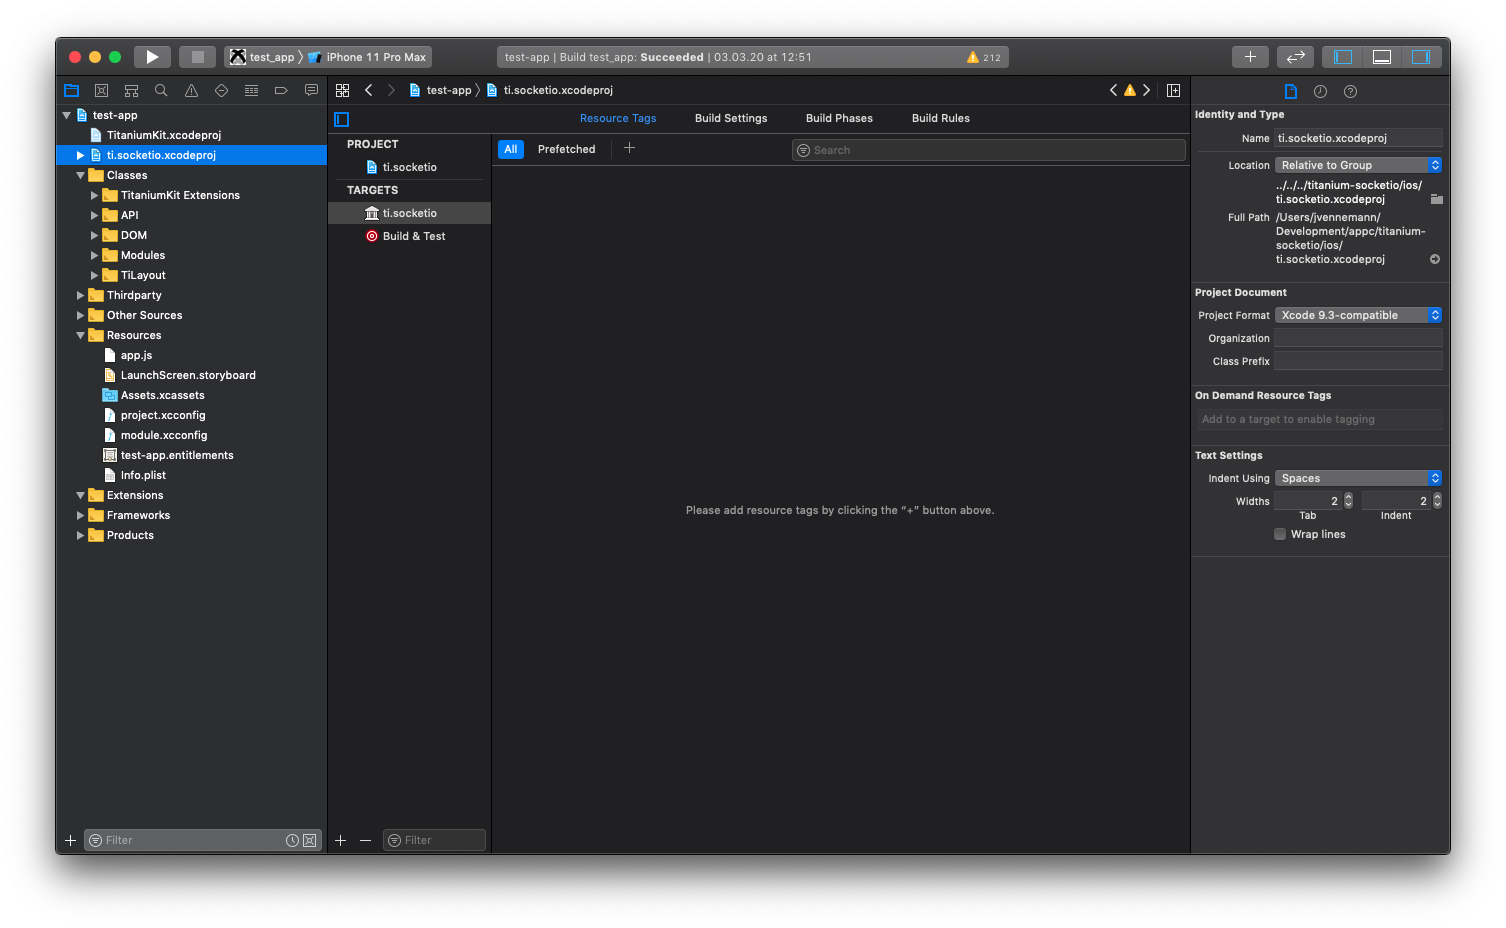 test_app 〉 iPhone 11 Pro Max
test-app | Build test_app: Succeeded | 03.03.20 at 12:51
212
test-app 〉 ti.socketio.xcodeproj
test-app
TitaniumKit.xcodeproj
ti.socketio.xcodeproj
Classes
TitaniumKit Extensions
API
DOM
Modules
TiLayout
Thirdparty
Other Sources
Resources
app.js
LaunchScreen.storyboard
Assets.xcassets
project.xcconfig
module.xcconfig
test-app.entitlements
Info.plist
Extensions
Frameworks
Products
Filter
PROJECT
ti.socketio
TARGETS
ti.socketio
Build & Test
Filter
Resource Tags Build Settings Build Phases Build Rules
All Prefetched + Search
Please add resource tags by clicking the “+” button above.
Identity and Type
Name ti.socketio.xcodeproj
Location Relative to Group
../../../titanium-socketio/ios/
ti.socketio.xcodeproj
Full Path /Users/jvennemann/
Development/appc/titanium-
socketio/ios/
ti.socketio.xcodeproj
Project Document
Project Format Xcode 9.3-compatible
Organization
Class Prefix
On Demand Resource Tags
Add to a target to enable tagging
Text Settings
Indent Using Spaces
Widths 2 2
Tab Indent
Wrap lines